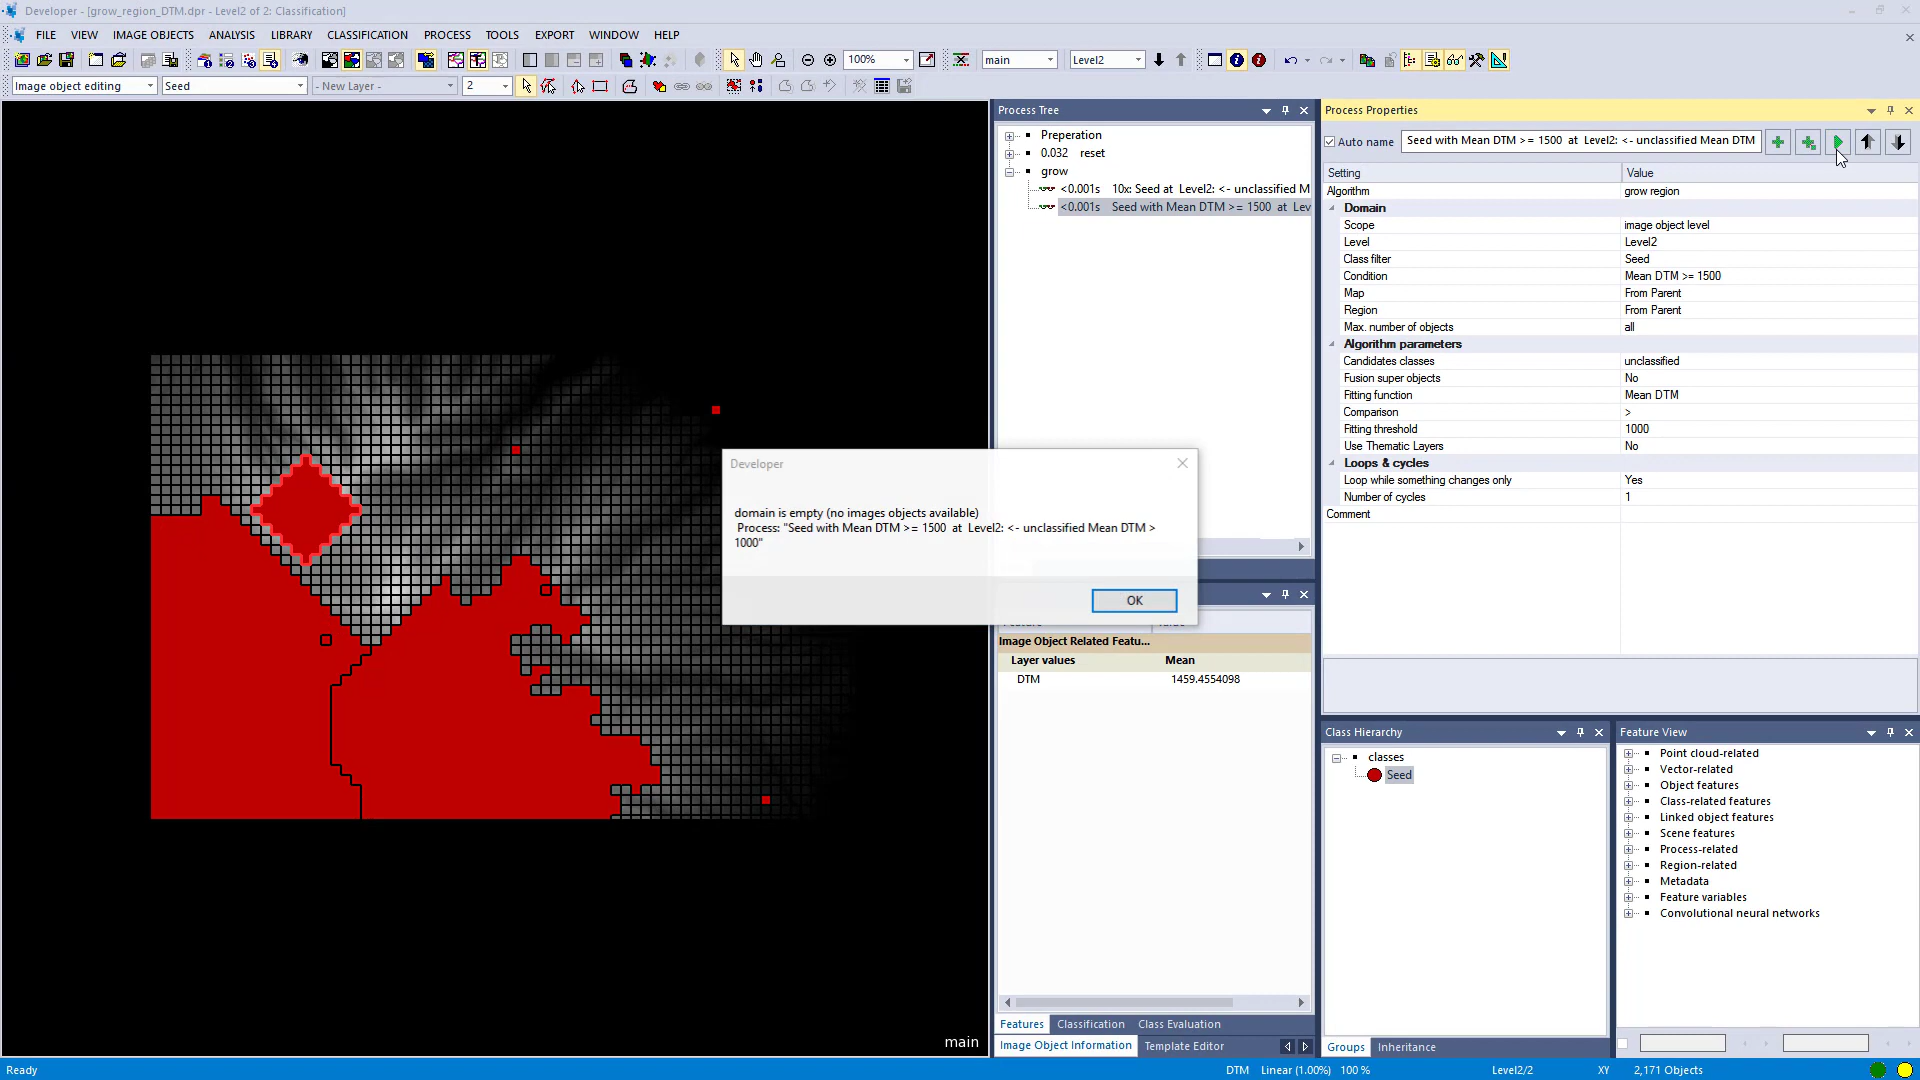 Developer - [grow_region_DTM.dpr - Level2 of 2: Classification]
FILE VIEW IMAGE OBJECTS ANALYSIS LIBRARY CLASSIFICATION PROCESS TOOLS EXPORT WINDOW HELP
100% main Level2
Image object editing Seed - New Layer - 2
Process Tree
Preperation
0.032 reset
grow
<0.001s 10x: Seed at Level2: <- unclassified M
<0.001s Seed with Mean DTM >= 1500 at Lev
Process Properties
Auto name Seed with Mean DTM >= 1500 at Level2: <- unclassified Mean DTM
Setting Value
Algorithm grow region
Domain
Scope image object level
Level Level2
Class filter Seed
Condition Mean DTM >= 1500
Map From Parent
Region From Parent
Max. number of objects all
Algorithm parameters
Candidates classes unclassified
Fusion super objects No
Fitting function Mean DTM
Comparison >
Fitting threshold 1000
Use Thematic Layers No
Loops & cycles
Loop while something changes only Yes
Number of cycles 1
Comment
Developer
domain is empty (no images objects available)
Process: "Seed with Mean DTM >= 1500 at Level2: <- unclassified Mean DTM >
1000"
OK
Image Object Related Featu...
Layer values Mean
DTM 1459.4554098
Features Classification Class Evaluation
Image Object Information Template Editor
Class Hierarchy
classes
Seed
Groups Inheritance
Feature View
Point cloud-related
Vector-related
Object features
Class-related features
Linked object features
Scene features
Process-related
Region-related
Metadata
Feature variables
Convolutional neural networks
main
Ready DTM Linear (1.00%) 100 % Level2/2 XY 2,171 Objects